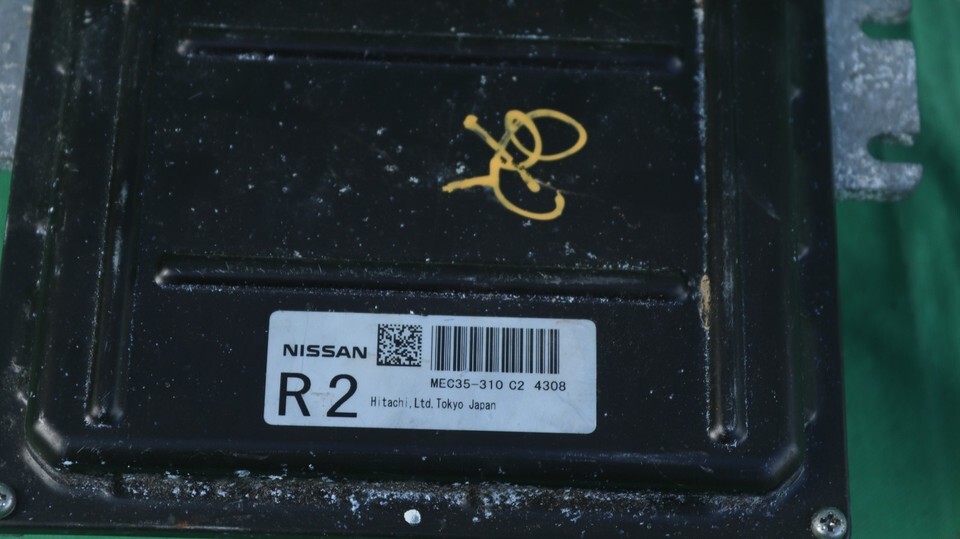 NISSAN
MEC35-310 C2 4308
R2 Hitachi,Ltd.Tokyo Japan